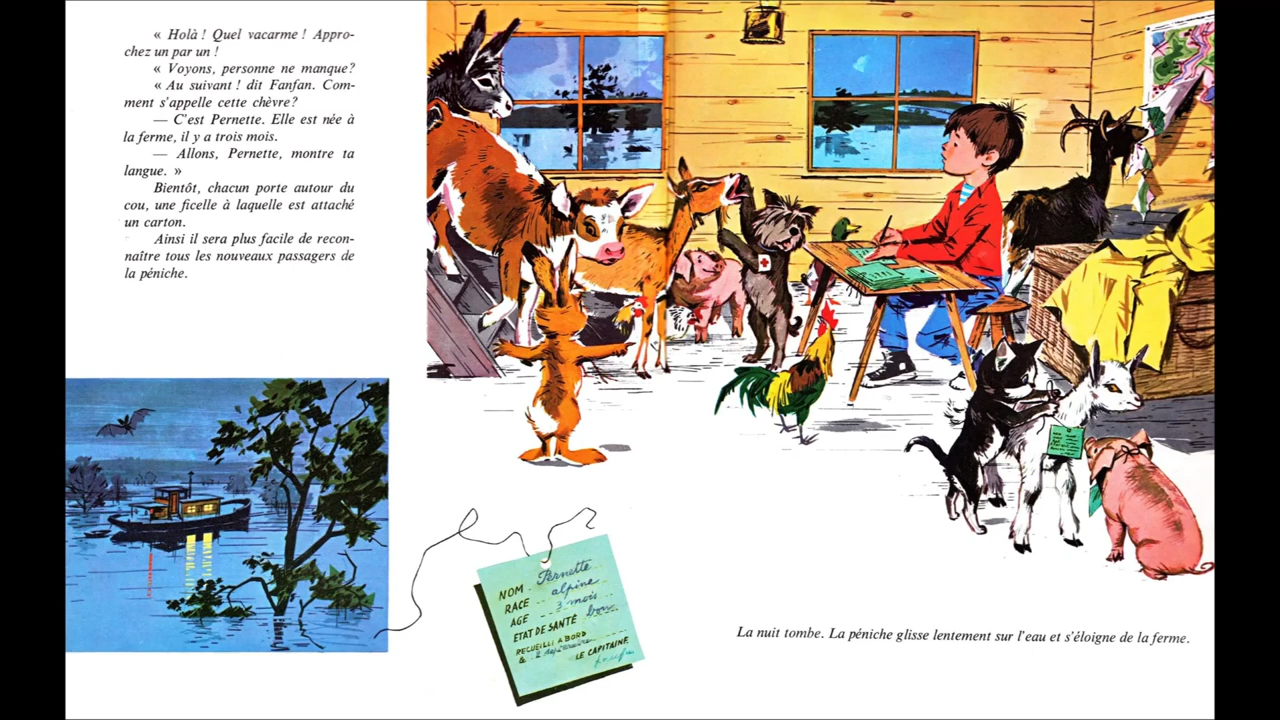 « Holà ! Quel vacarme ! Appro-
chez un par un !
« Voyons, personne ne manque?
« Au suivant ! dit Fanfan. Com-
ment s'appelle cette chèvre?
— C'est Pernette. Elle est née à
la ferme, il y a trois mois.
— Allons, Pernette, montre ta
langue. »
Bientôt, chacun porte autour du
cou, une ficelle à laquelle est attaché
un carton.
Ainsi il sera plus facile de recon-
naître tous les nouveaux passagers de
la péniche.
NOM Pernette
RACE alpine
AGE 3 mois
ETAT DE SANTÉ bon
RECUEILLI A BORD
LE CAPITAINE
La nuit tombe. La péniche glisse lentement sur l'eau et s'éloigne de la ferme.